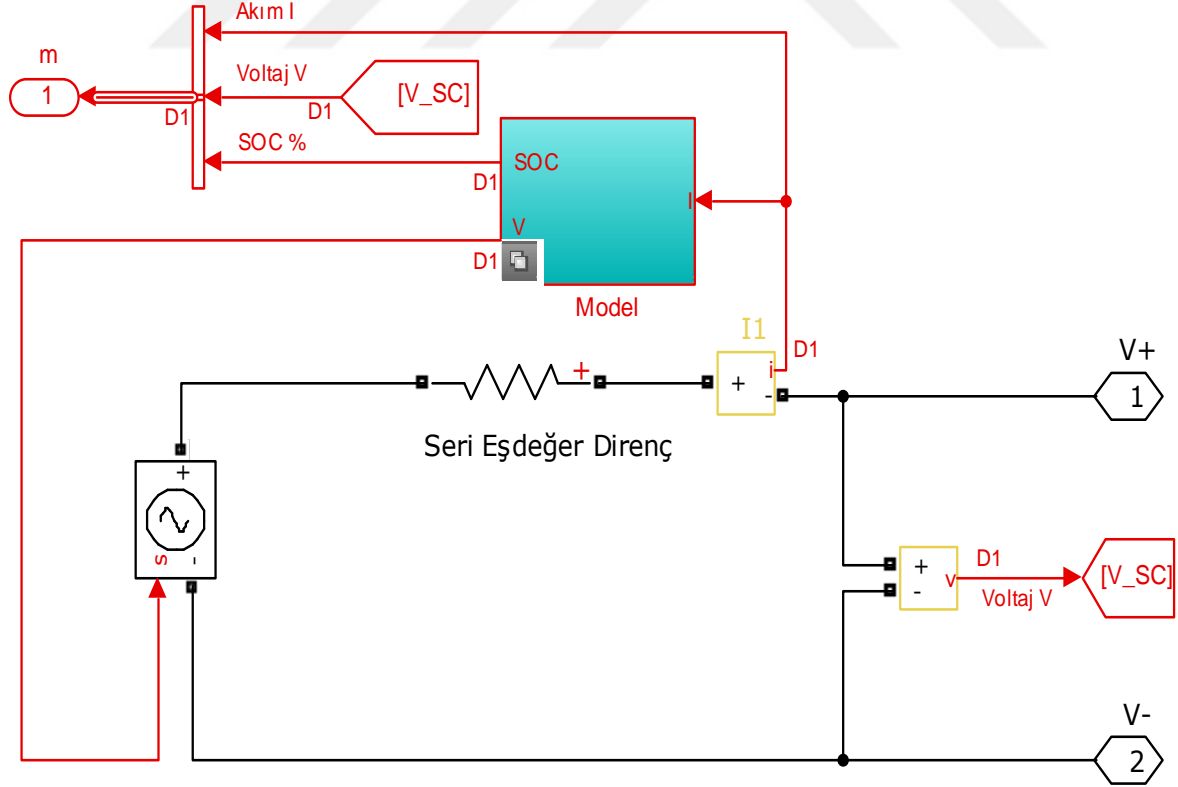 Akım I
m
1
D1
Voltaj V
D1
[V_SC]
SOC %
D1
SOC
I
V
D1
Model
I1
D1
i
+
-
+
Seri Eşdeğer Direnç
V+
1
+
s
-
+
-
v
D1
Voltaj V
[V_SC]
V-
2